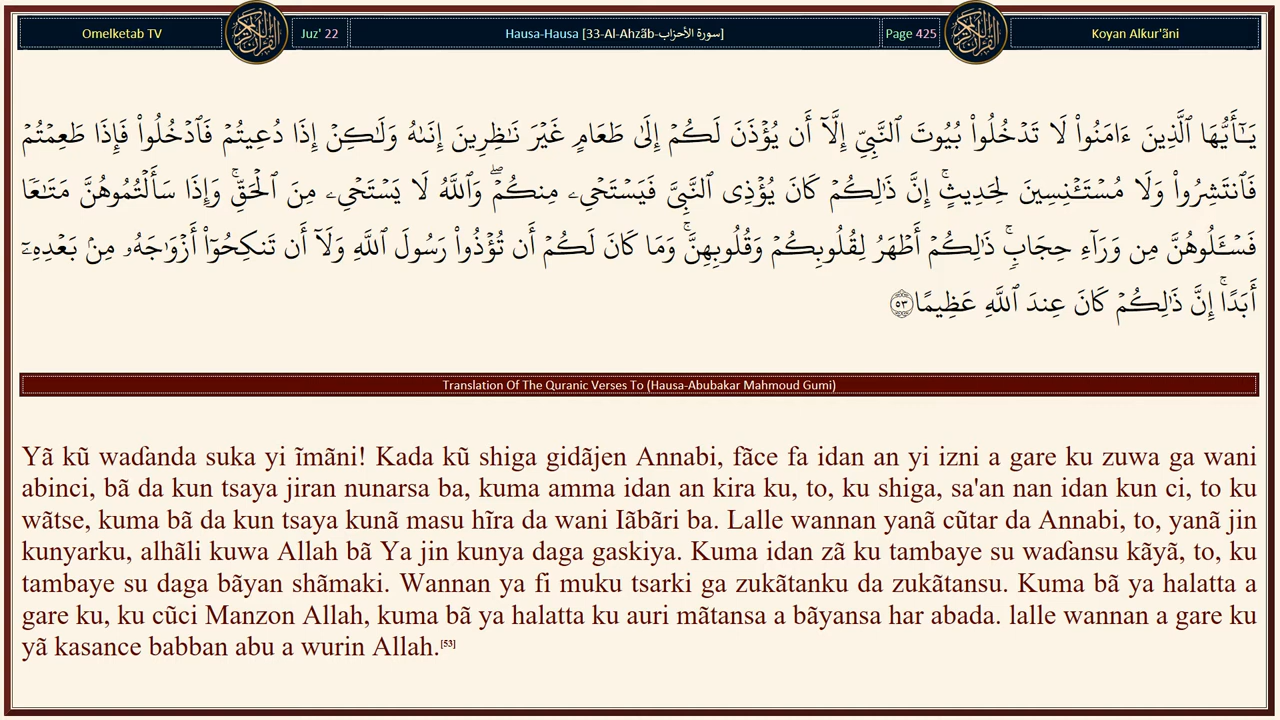 Omelketab TV
Juz' 22
Hausa-Hausa [33-Al-Ahzãb-سورة الأحزاب]
Page 425
Koyan Alƙur'ãni
يَـٰٓأَيُّهَا ٱلَّذِينَ ءَامَنُوا۟ لَا تَدْخُلُوا۟ بُيُوتَ ٱلنَّبِىِّ إِلَّآ أَن يُؤْذَنَ لَكُمْ إِلَىٰ طَعَامٍ غَيْرَ نَـٰظِرِينَ إِنَىٰهُ وَلَـٰكِنْ إِذَا دُعِيتُمْ فَٱدْخُلُوا۟ فَإِذَا طَعِمْتُمْ
فَٱنتَشِرُوا۟ وَلَا مُسْتَـْٔنِسِينَ لِحَدِيثٍ ۚ إِنَّ ذَٰلِكُمْ كَانَ يُؤْذِى ٱلنَّبِىَّ فَيَسْتَحْىِۦ مِنكُمْ ۖ وَٱللَّهُ لَا يَسْتَحْىِۦ مِنَ ٱلْحَقِّ ۚ وَإِذَا سَأَلْتُمُوهُنَّ مَتَـٰعًا
فَسْـَٔلُوهُنَّ مِن وَرَآءِ حِجَابٍ ۚ ذَٰلِكُمْ أَطْهَرُ لِقُلُوبِكُمْ وَقُلُوبِهِنَّ ۚ وَمَا كَانَ لَكُمْ أَن تُؤْذُوا۟ رَسُولَ ٱللَّهِ وَلَآ أَن تَنكِحُوٓا۟ أَزْوَٰجَهُۥ مِنۢ بَعْدِهِۦٓ
أَبَدًا ۚ إِنَّ ذَٰلِكُمْ كَانَ عِندَ ٱللَّهِ عَظِيمًا ۝٥٣
Translation Of The Quranic Verses To (Hausa-Abubakar Mahmoud Gumi)
Yã kũ waɗanda suka yi ĩmãni! Kada kũ shiga gidãjen Annabi, fãce fa idan an yi izni a gare ku zuwa ga wani
abinci, bã da kun tsaya jiran nunarsa ba, kuma amma idan an kira ku, to, ku shiga, sa'an nan idan kun ci, to ku
wãtse, kuma bã da kun tsaya kunã masu hĩra da wani Iãbãri ba. Lalle wannan yanã cũtar da Annabi, to, yanã jin
kunyarku, alhãli kuwa Allah bã Ya jin kunya daga gaskiya. Kuma idan zã ku tambaye su waɗansu kãyã, to, ku
tambaye su daga bãyan shãmaki. Wannan ya fi muku tsarki ga zukãtanku da zukãtansu. Kuma bã ya halatta a
gare ku, ku cũci Manzon Allah, kuma bã ya halatta ku auri mãtansa a bãyansa har abada. lalle wannan a gare ku
yã kasance babban abu a wurin Allah.[53]